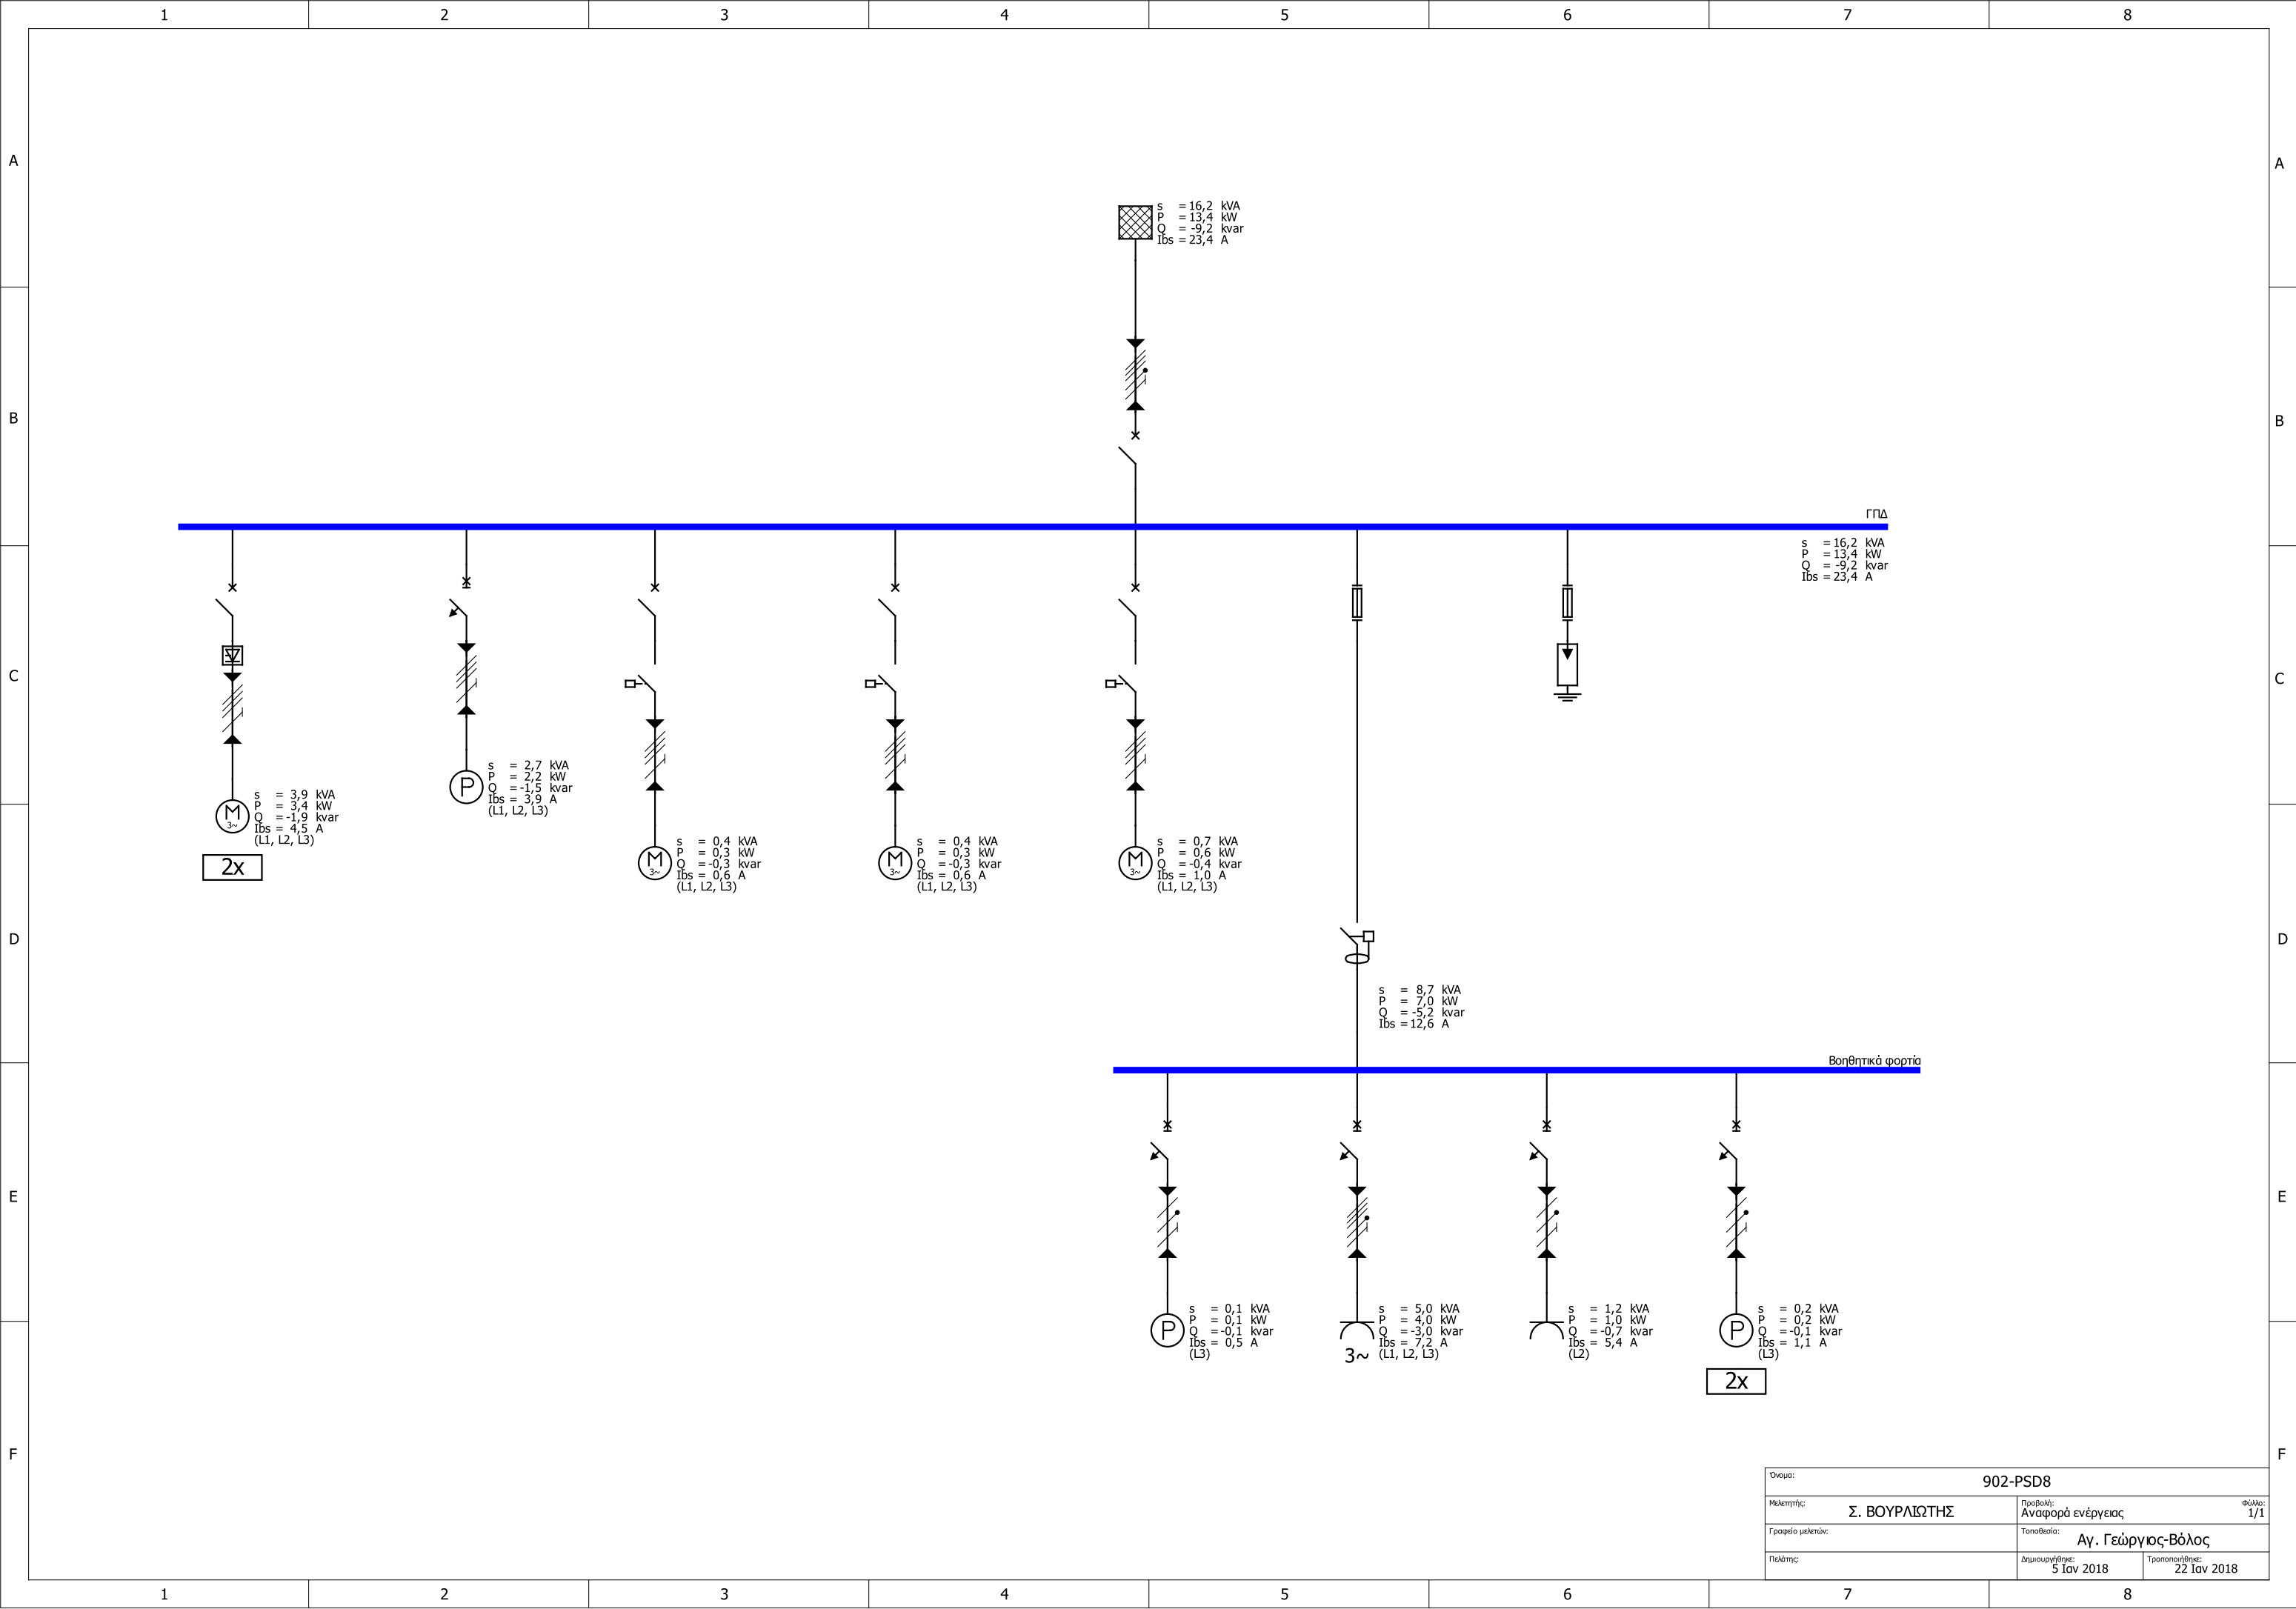 1 2 3 4 5 6 7 8
A A
s = 16,2 kVA
P = 13,4 kW
Q = -9,2 kvar
Ibs = 23,4 A
B B
ΓΠΔ
s = 16,2 kVA
P = 13,4 kW
Q = -9,2 kvar
Ibs = 23,4 A
C C
s = 3,9 kVA
P = 3,4 kW
Q = -1,9 kvar
Ibs = 4,5 A
(L1, L2, L3)
M
3~
2x
P
s = 2,7 kVA
P = 2,2 kW
Q = -1,5 kvar
Ibs = 3,9 A
(L1, L2, L3)
M
3~
s = 0,4 kVA
P = 0,3 kW
Q = -0,3 kvar
Ibs = 0,6 A
(L1, L2, L3)
M
3~
s = 0,4 kVA
P = 0,3 kW
Q = -0,3 kvar
Ibs = 0,6 A
(L1, L2, L3)
M
3~
s = 0,7 kVA
P = 0,6 kW
Q = -0,4 kvar
Ibs = 1,0 A
(L1, L2, L3)
D D
s = 8,7 kVA
P = 7,0 kW
Q = -5,2 kvar
Ibs = 12,6 A
Βοηθητικά φορτία
E E
P
s = 0,1 kVA
P = 0,1 kW
Q = -0,1 kvar
Ibs = 0,5 A
(L3)
3~
s = 5,0 kVA
P = 4,0 kW
Q = -3,0 kvar
Ibs = 7,2 A
(L1, L2, L3)
s = 1,2 kVA
P = 1,0 kW
Q = -0,7 kvar
Ibs = 5,4 A
(L2)
P
s = 0,2 kVA
P = 0,2 kW
Q = -0,1 kvar
Ibs = 1,1 A
(L3)
2x
F F
Όνομα:
902-PSD8
Μελετητής:
Σ. ΒΟΥΡΛΙΩΤΗΣ
Προβολή:
Αναφορά ενέργειας
Φύλλο:
1/1
Γραφείο μελετών:
Τοποθεσία:
Αγ. Γεώργιος-Βόλος
Πελάτης:
Δημιουργήθηκε:
5 Ιαν 2018
Τροποποιήθηκε:
22 Ιαν 2018
1 2 3 4 5 6 7 8